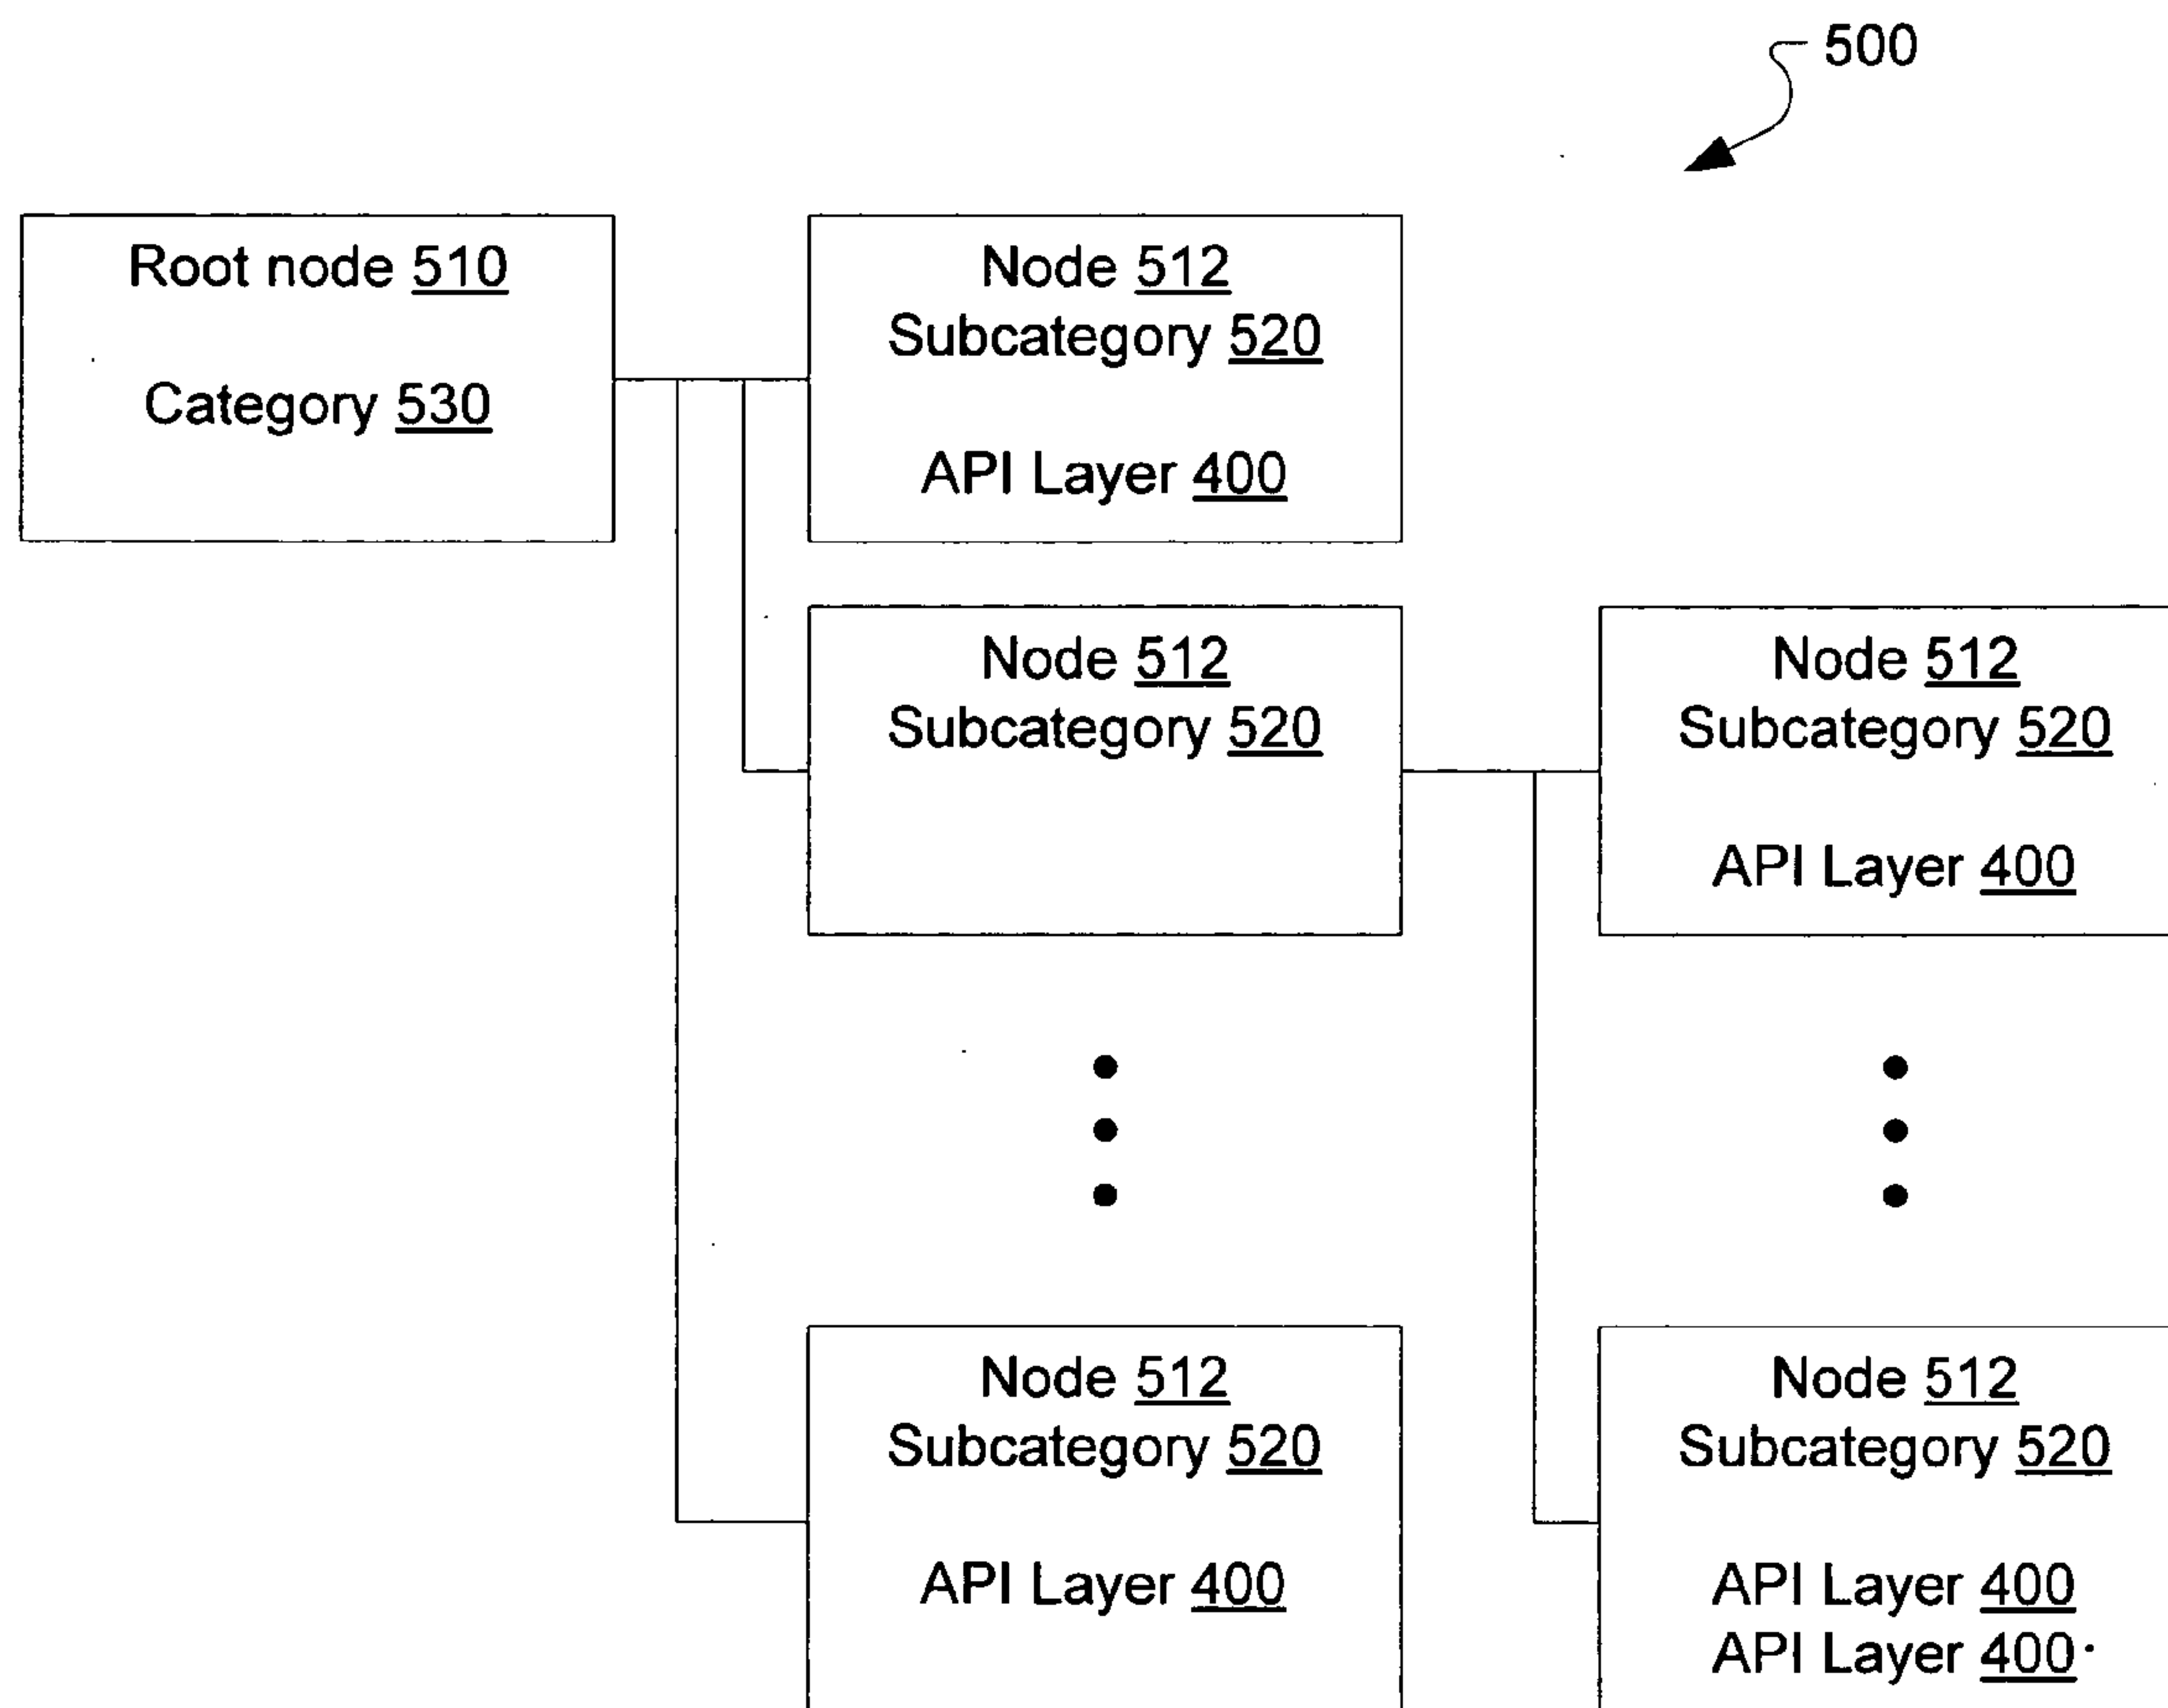 500
Root node 510
Category 530
Node 512
Subcategory 520
API Layer 400
Node 512
Subcategory 520
Node 512
Subcategory 520
API Layer 400
Node 512
Subcategory 520
API Layer 400
Node 512
Subcategory 520
API Layer 400
API Layer 400